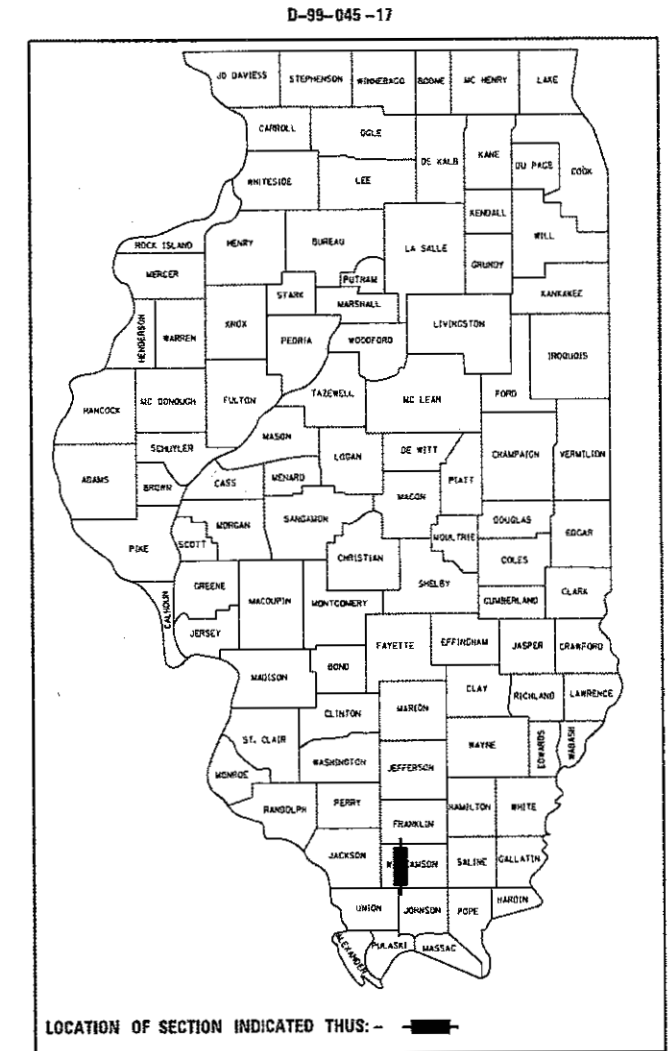 D-99-045-17
JO DAVIESS STEPHENSON WINNEBAGO BOONE MC HENRY LAKE
CARROLL OGLE DE KALB KANE DU PAGE COOK
WHITESIDE LEE
KENDALL WILL
ROCK ISLAND HENRY BUREAU LA SALLE GRUNDY
MERCER PUTNAM KANKAKEE
STARK MARSHALL
HENDERSON WARREN KNOX PEORIA WOODFORD LIVINGSTON IROQUOIS
HANCOCK MC DONOUGH FULTON TAZEWELL MC LEAN FORD
SCHUYLER MASON LOGAN DE WITT CHAMPAIGN VERMILION
ADAMS BROWN CASS MENARD MACON PIATT
PIKE SCOTT MORGAN SANGAMON CHRISTIAN MOULTRIE DOUGLAS EDGAR
COLES
CALHOUN GREENE MACOUPIN MONTGOMERY SHELBY CUMBERLAND CLARK
JERSEY FAYETTE EFFINGHAM JASPER CRAWFORD
MADISON BOND
CLAY RICHLAND LAWRENCE
CLINTON MARION
ST. CLAIR WAYNE EDWARDS WABASH
MONROE WASHINGTON JEFFERSON
RANDOLPH PERRY HAMILTON WHITE
FRANKLIN
JACKSON SALINE GALLATIN
UNION JOHNSON POPE HARDIN
ALEXANDER PULASKI MASSAC
LOCATION OF SECTION INDICATED THUS: -